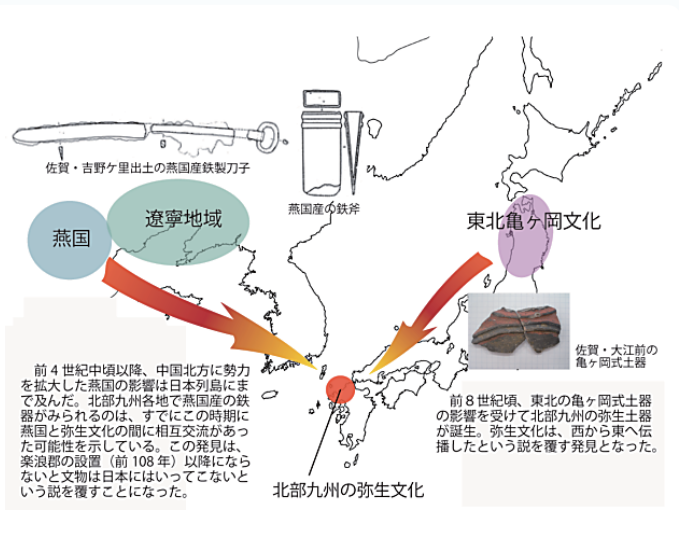 佐賀・吉野ケ里出土の燕国産鉄製刀子
燕国産の鉄斧
燕国
遼寧地域
東北亀ヶ岡文化
佐賀・大江前の
亀ヶ岡式土器
前４世紀中頃以降、中国北方に勢力
を拡大した燕国の影響は日本列島にま
で及んだ。北部九州各地で燕国産の鉄
器がみられるのは、すでにこの時期に
燕国と弥生文化の間に相互交流があっ
た可能性を示している。この発見は、
楽浪郡の設置（前 108 年）以降になら
ないと文物は日本にはいってこないと
いう説を覆すことになった。
前８世紀頃、東北の亀ヶ岡式土器
の影響を受けて北部九州の弥生土器
が誕生。弥生文化は、西から東へ伝
播したという説を覆す発見となった。
北部九州の弥生文化